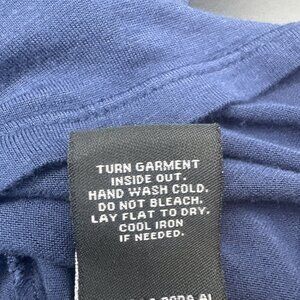 TURN GARMENT
INSIDE OUT.
HAND WASH COLD.
DO NOT BLEACH.
LAY FLAT TO DRY.
COOL IRON
IF NEEDED.